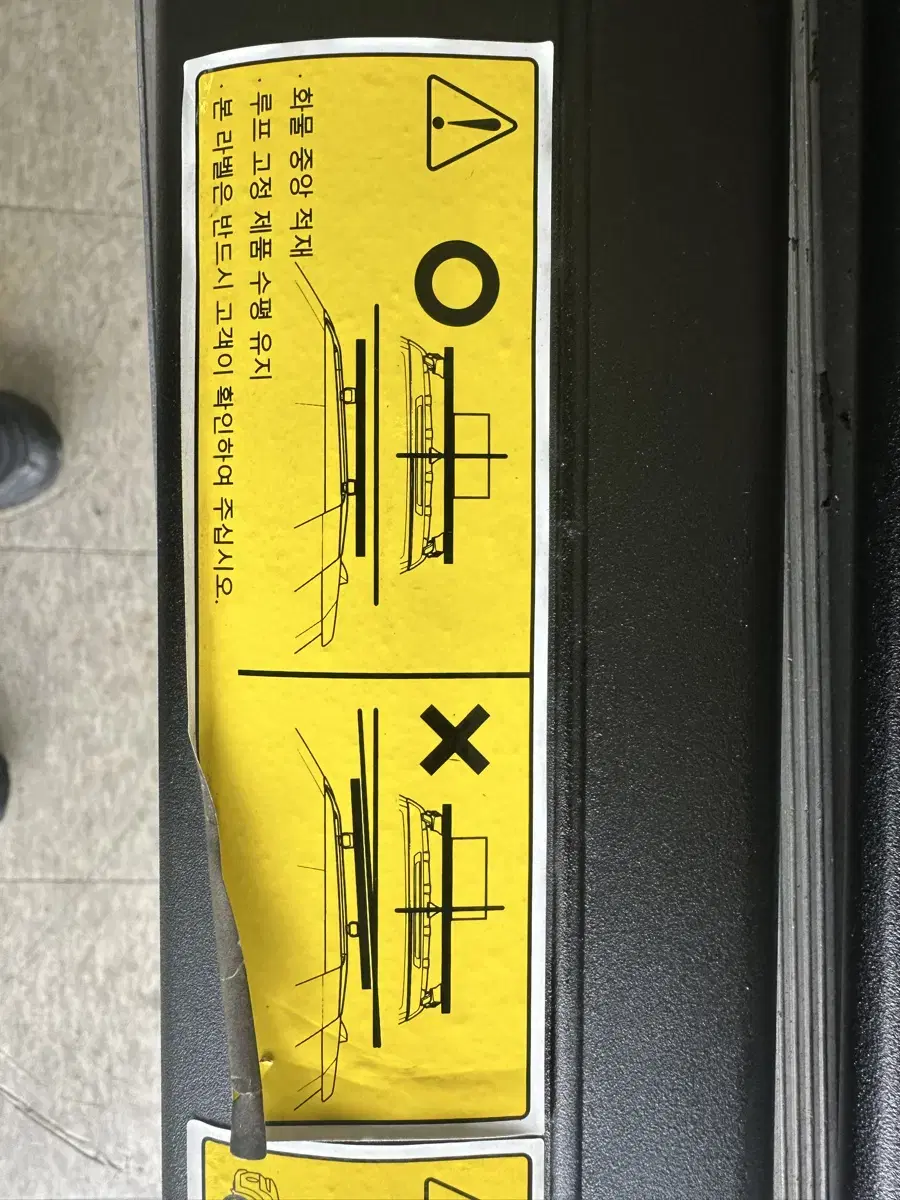 · 화물 중앙 적재
· 루프 고정 제품 수평 유지
· 본 라벨은 반드시 고객이 확인하여 주십시오.